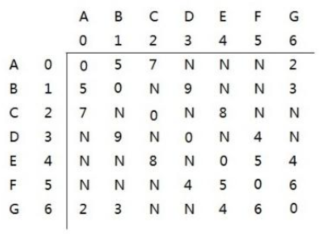 A B C D E F G
0 1 2 3 4 5 6
A 0 0 5 7 N N N 2
B 1 5 0 N 9 N N 3
C 2 7 N 0 N 8 N N
D 3 N 9 N 0 N 4 N
E 4 N N 8 N 0 5 4
F 5 N N N 4 5 0 6
G 6 2 3 N N 4 6 0